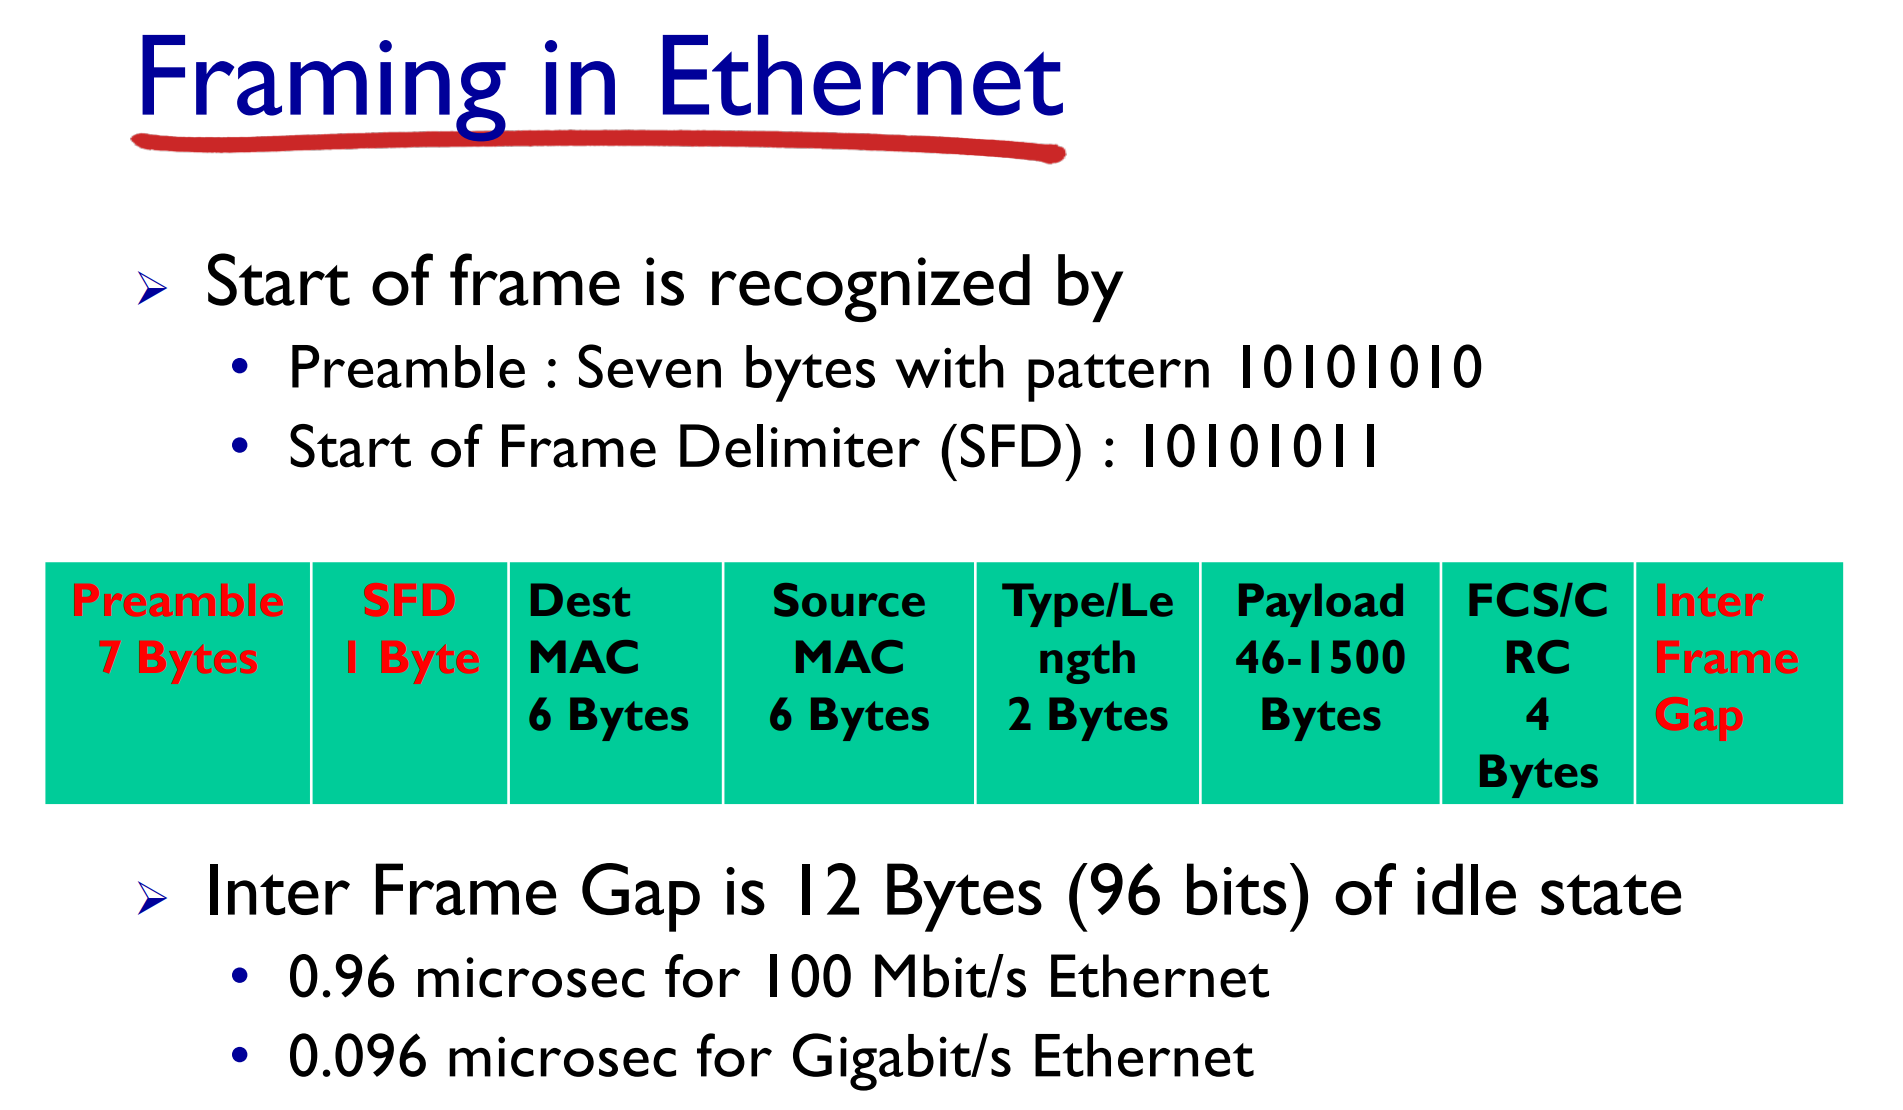 Framing in Ethernet
Start of frame is recognized by
Preamble : Seven bytes with pattern 10101010
Start of Frame Delimiter (SFD) : 10101011
Preamble
7 Bytes
SFD
1 Byte
Dest
MAC
6 Bytes
Source
MAC
6 Bytes
Type/Le
ngth
2 Bytes
Payload
46-1500
Bytes
FCS/C
RC
4
Bytes
Inter
Frame
Gap
Inter Frame Gap is 12 Bytes (96 bits) of idle state
0.96 microsec for 100 Mbit/s Ethernet
0.096 microsec for Gigabit/s Ethernet